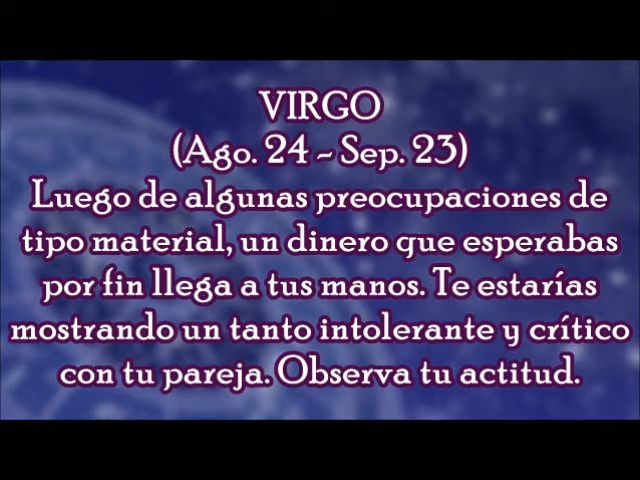 VIRGO
(Ago. 24 - Sep. 23)
Luego de algunas preocupaciones de
tipo material, un dinero que esperabas
por fin llega a tus manos. Te estarías
mostrando un tanto intolerante y crítico
con tu pareja. Observa tu actitud.